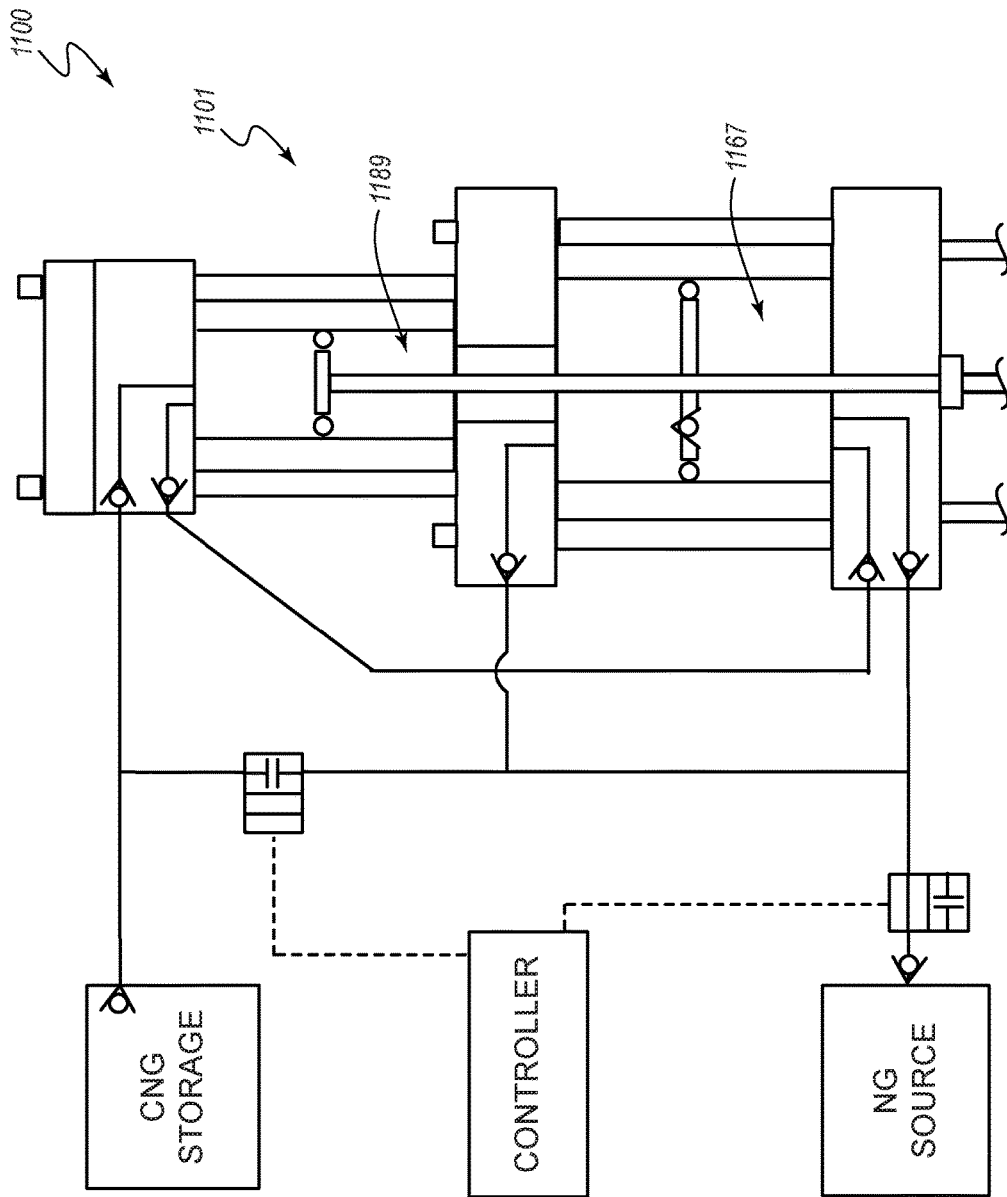 1100
1101
1189
1167
CNG
STORAGE
CONTROLLER
NG
SOURCE